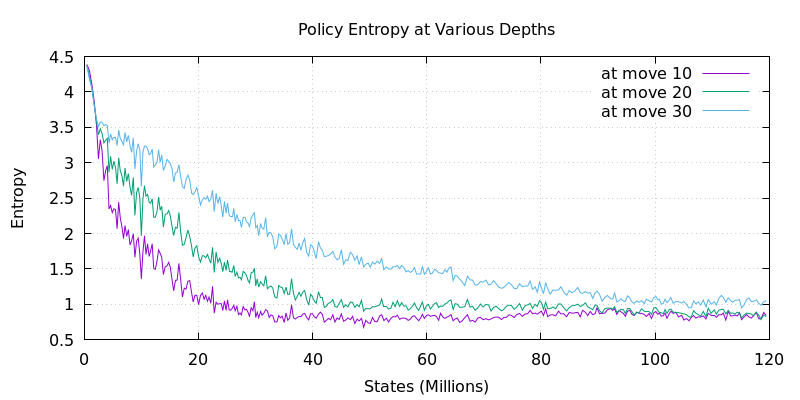 Policy Entropy at Various Depths
4.5
4
3.5
3
2.5
2
1.5
1
0.5
0
20
40
60
80
100
120
Entropy
States (Millions)
at move 10
at move 20
at move 30